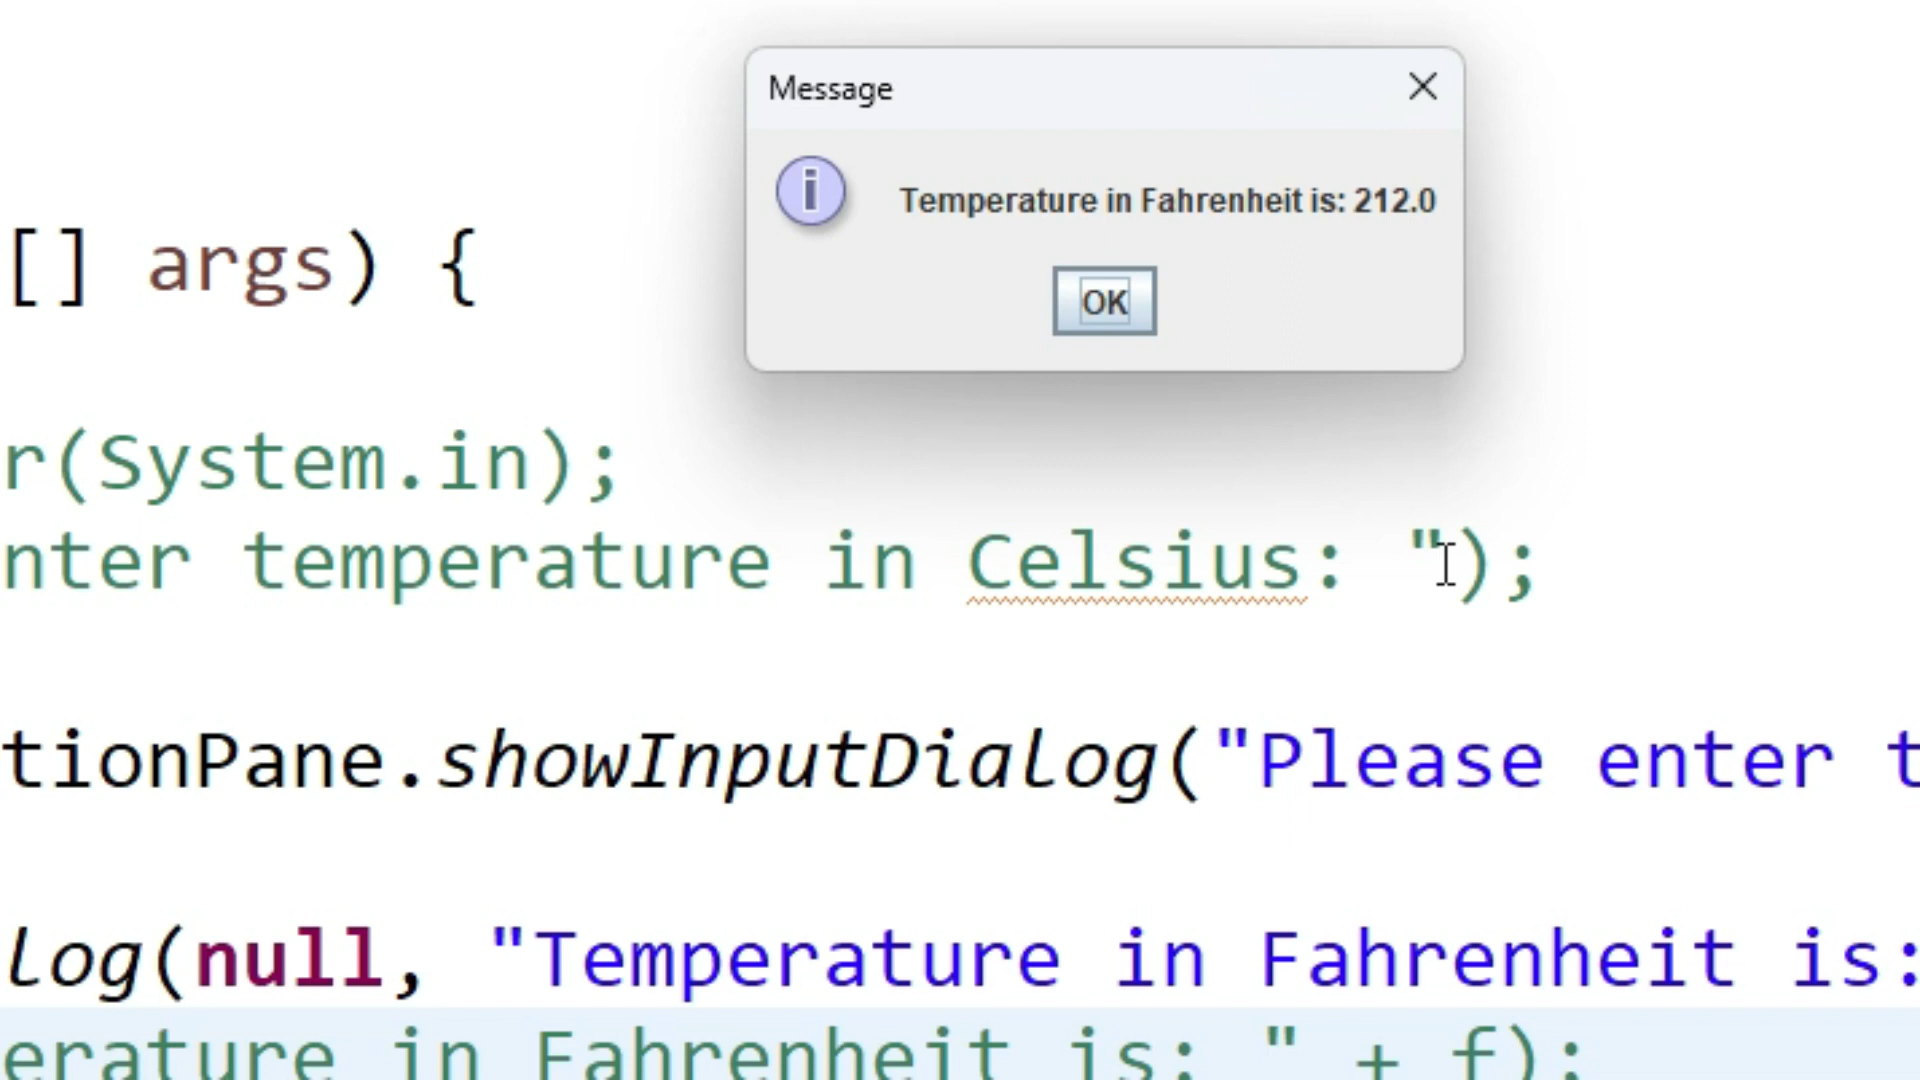 Message
Temperature in Fahrenheit is: 212.0
OK
[] args) {
r(System.in);
nter temperature in Celsius: ");
tionPane.showInputDialog("Please enter t
log(null, "Temperature in Fahrenheit is:
erature in Fahrenheit is: " + f);